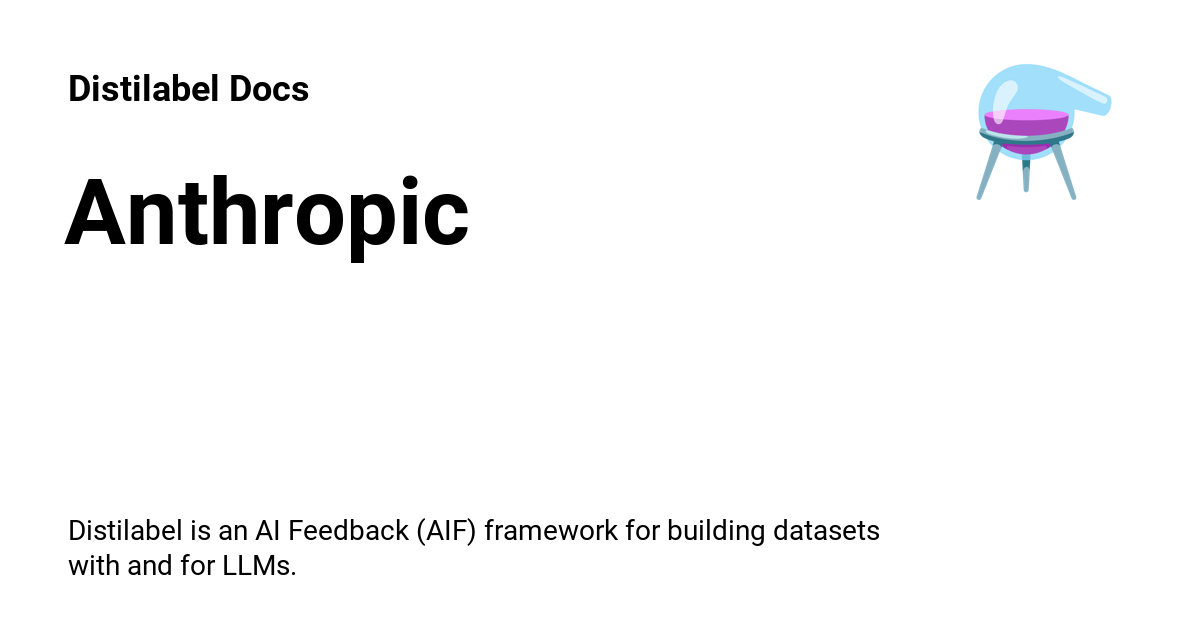 Distilabel Docs
Anthropic
Distilabel is an AI Feedback (AIF) framework for building datasets
with and for LLMs.